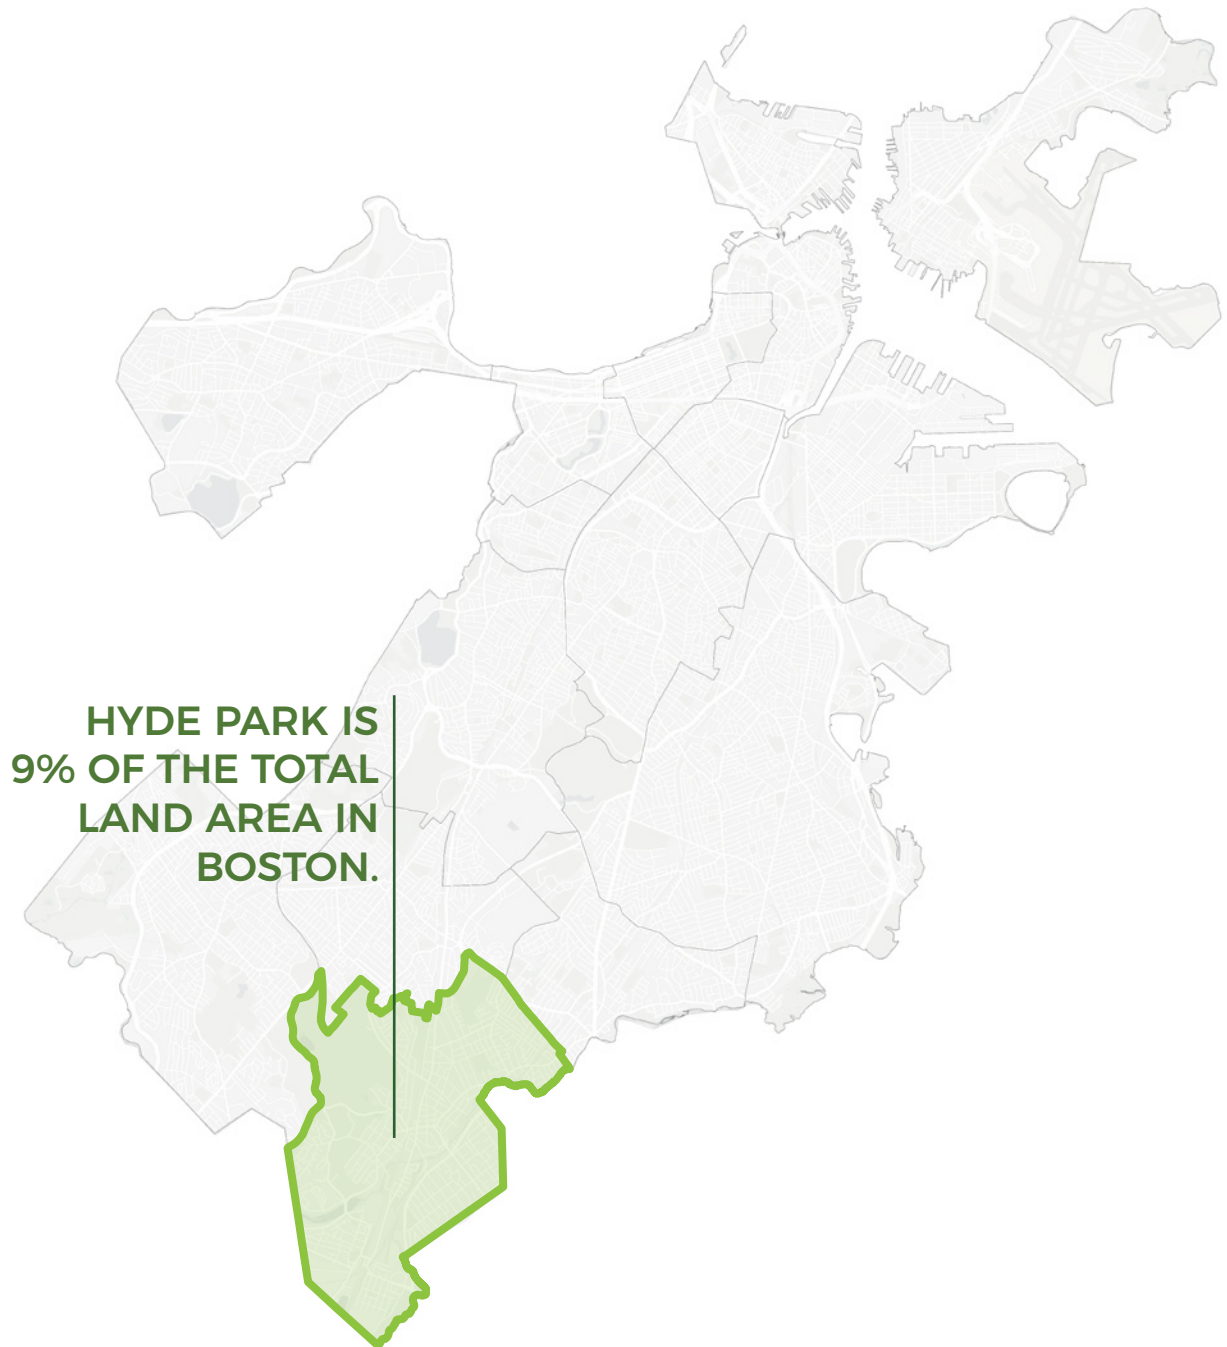 HYDE PARK IS
9% OF THE TOTAL
LAND AREA IN
BOSTON.